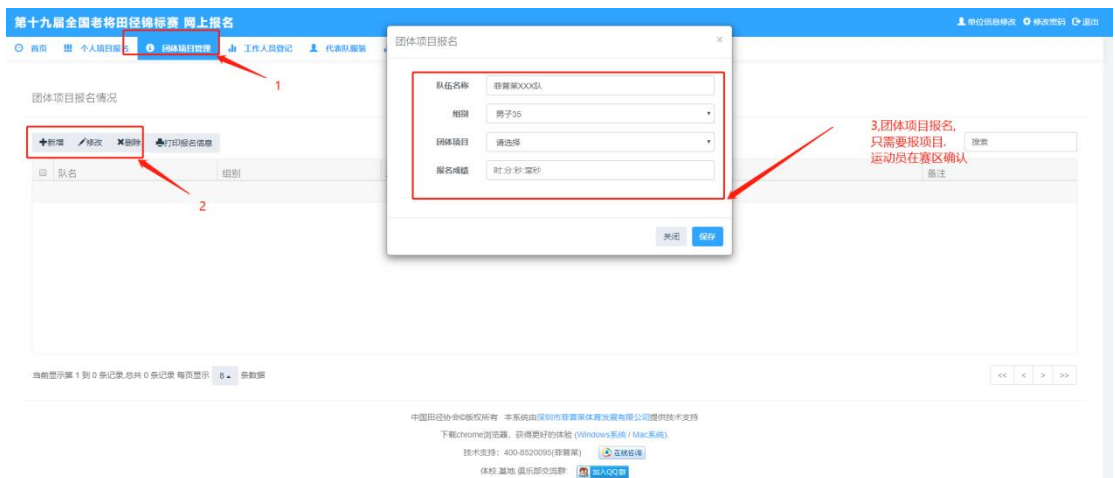 第十九届全国老将田径锦标赛 网上报名
单位信息修改 修改密码 退出
首页 个人项目报名 团体项目管理 工作人员登记 代表队服装
团体项目报名
队伍名称 菲普莱XXX队
组别 男子35
团体项目 请选择
报名成绩 时:分:秒.毫秒
关闭 保存
1
团体项目报名情况
新增 修改 删除 打印报名信息
搜索
3,团体项目报名,
只需要报项目.
运动员在赛区确认
队名 组别 备注
2
当前显示第 1 到 0 条记录,总共 0 条记录 每页显示 8 条数据
<< < > >>
中国田径协会©版权所有 本系统由深圳市菲普莱体育发展有限公司提供技术支持
下载chrome浏览器，获得更好的体验 (Windows系统 / Mac系统)
技术支持：400-8520095(菲普莱) 在线咨询
体校.基地.俱乐部交流群: 加入QQ群